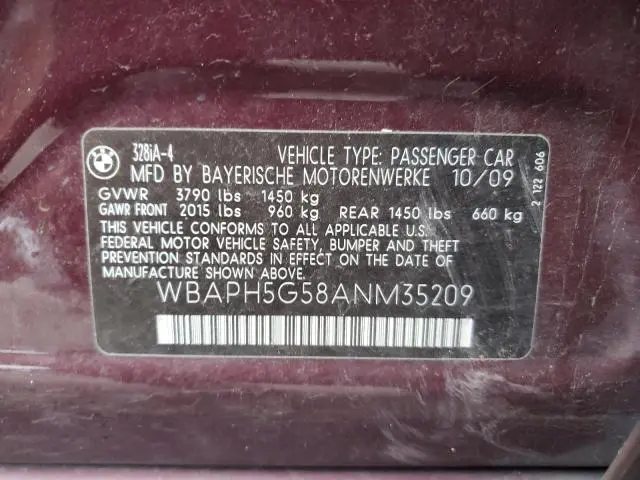 328iA-4 VEHICLE TYPE: PASSENGER CAR
MFD BY BAYERISCHE MOTORENWERKE 10/09
GVWR 3790 lbs 1450 kg
GAWR FRONT 2015 lbs 960 kg REAR 1450 lbs 660 kg
THIS VEHICLE CONFORMS TO ALL APPLICABLE U.S.
FEDERAL MOTOR VEHICLE SAFETY, BUMPER AND THEFT
PREVENTION STANDARDS IN EFFECT ON THE DATE OF
MANUFACTURE SHOWN ABOVE.
WBAPH5G58ANM35209
2 122 606